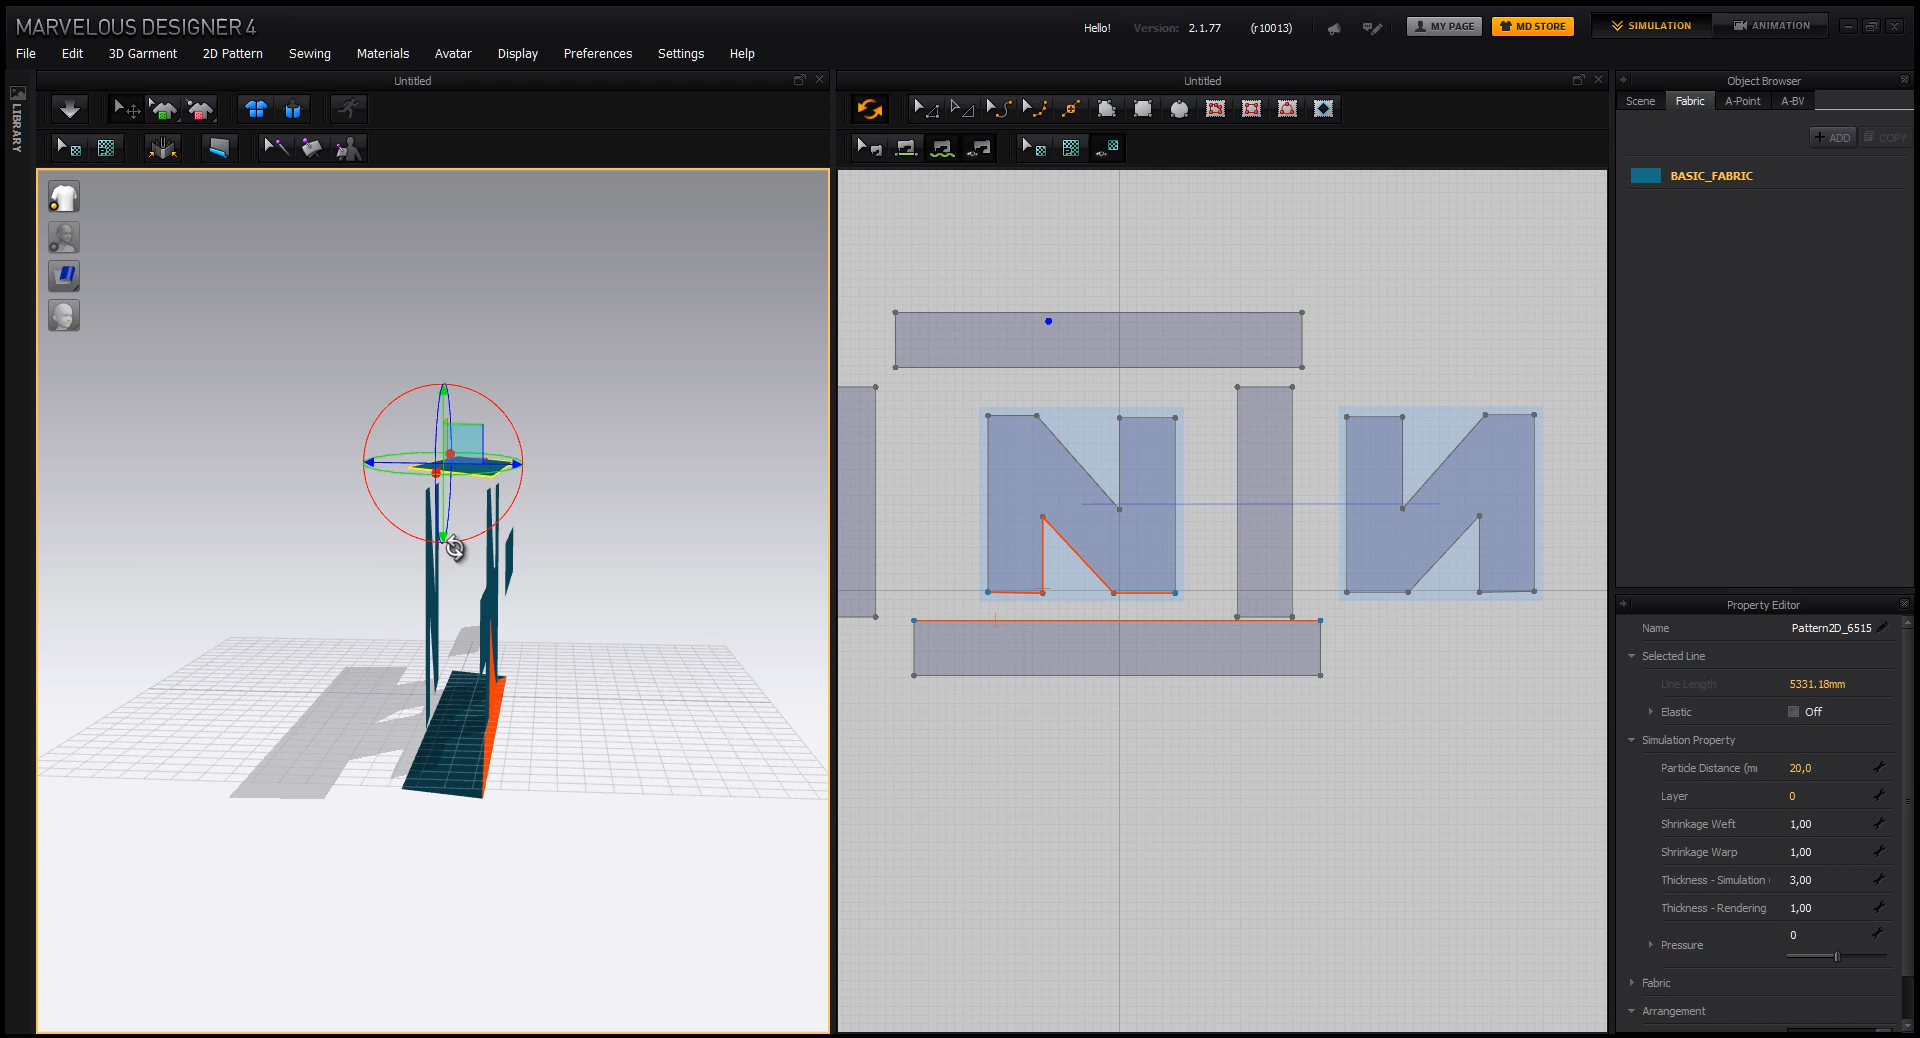 MARVELOUS DESIGNER 4
Hello! Version: 2.1.77 (r10013)
MY PAGE
MD STORE
SIMULATION
ANIMATION
File Edit 3D Garment 2D Pattern Sewing Materials Avatar Display Preferences Settings Help
LIBRARY
Untitled
Untitled
Object Browser
Scene Fabric A-Point A-BV
+ ADD COPY
BASIC_FABRIC
Property Editor
Name Pattern2D_6515
Selected Line
Line Length 5331.18mm
Elastic Off
Simulation Property
Particle Distance (m
Layer 0
20,0
Shrinkage Weft 1,00
Shrinkage Warp 1,00
Thickness - Simulation 3,00
Thickness - Rendering 1,00
Pressure 0
Fabric
Arrangement